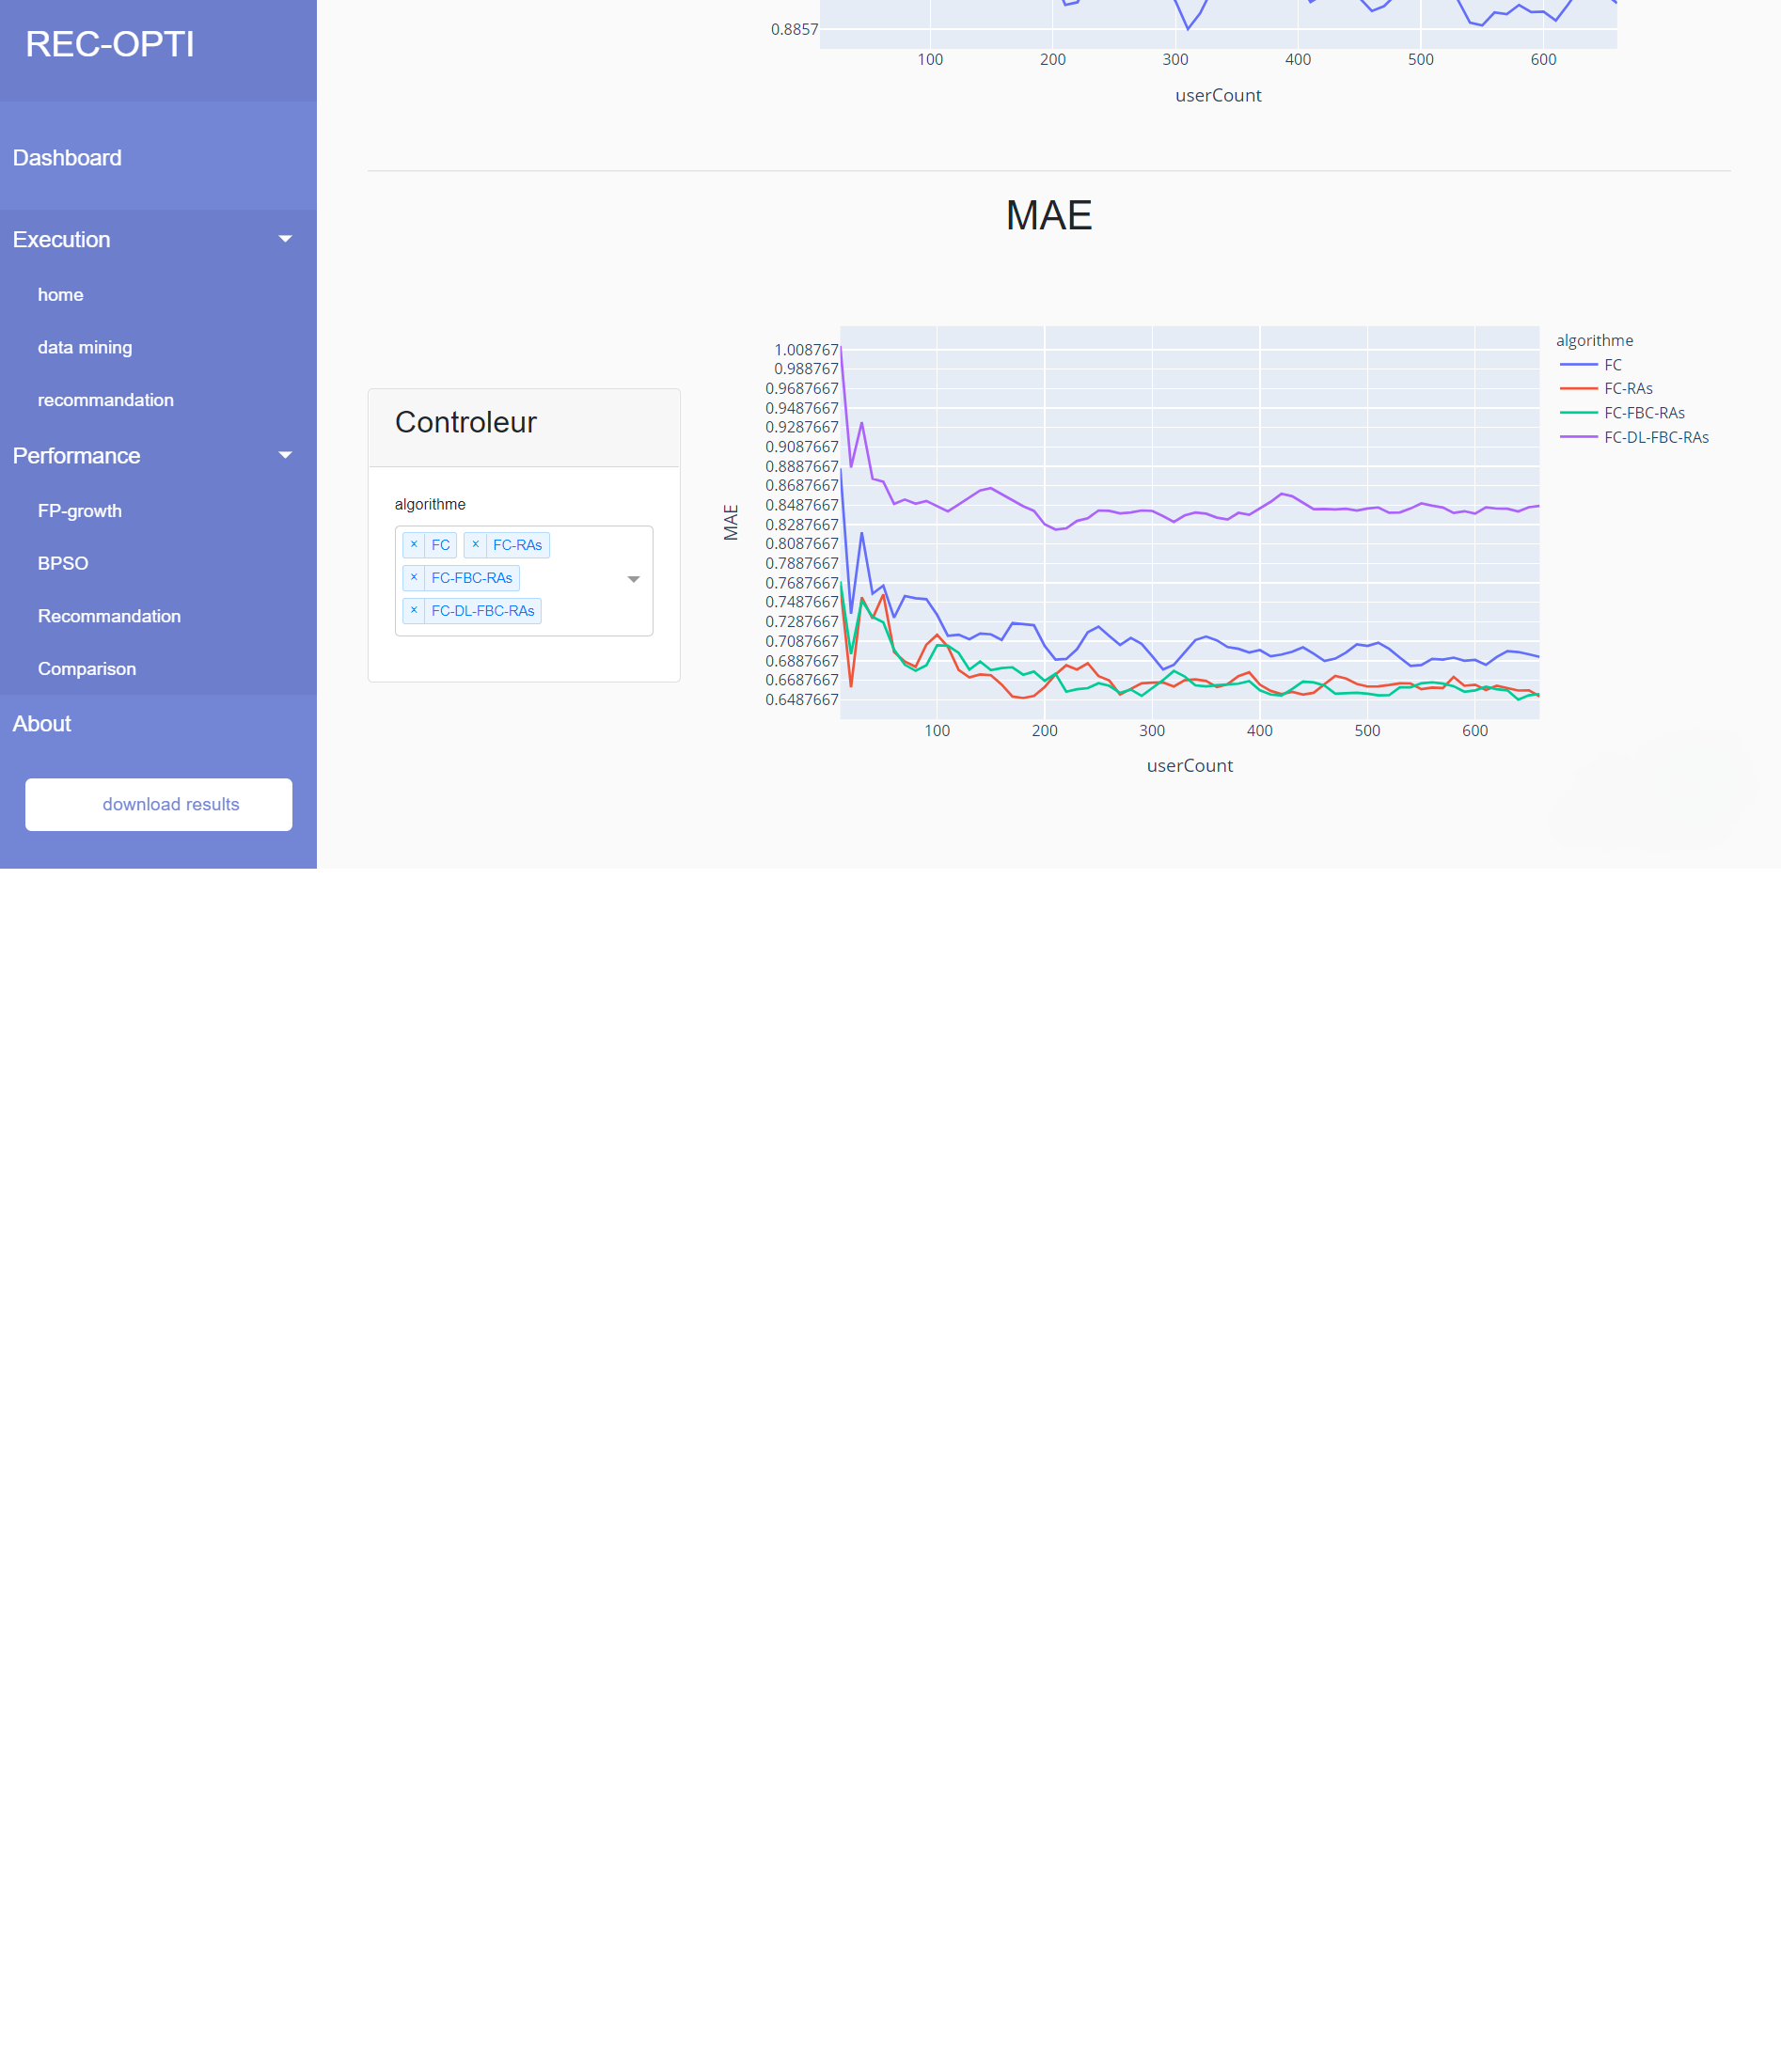 REC-OPTI
Dashboard
Execution
home
data mining
recommandation
Performance
FP-growth
BPSO
Recommandation
Comparison
About
download results
0.8857
100 200 300 400 500 600
userCount
MAE
Controleur
algorithme
× FC × FC-RAs
× FC-FBC-RAs
× FC-DL-FBC-RAs
MAE
1.008767
0.988767
0.9687667
0.9487667
0.9287667
0.9087667
0.8887667
0.8687667
0.8487667
0.8287667
0.8087667
0.7887667
0.7687667
0.7487667
0.7287667
0.7087667
0.6887667
0.6687667
0.6487667
100 200 300 400 500 600
userCount
algorithme
FC
FC-RAs
FC-FBC-RAs
FC-DL-FBC-RAs